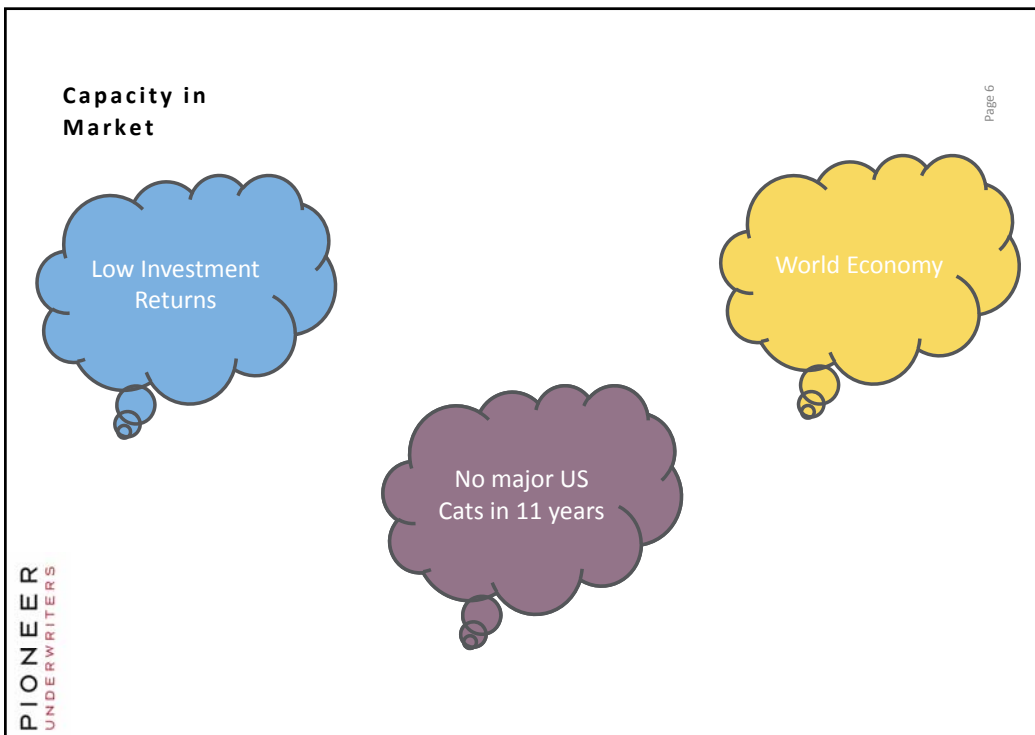 Capacity in
Market
Page 6
Low Investment
Returns
World Economy
No major US
Cats in 11 years
PIONEER
UNDERWRITERS